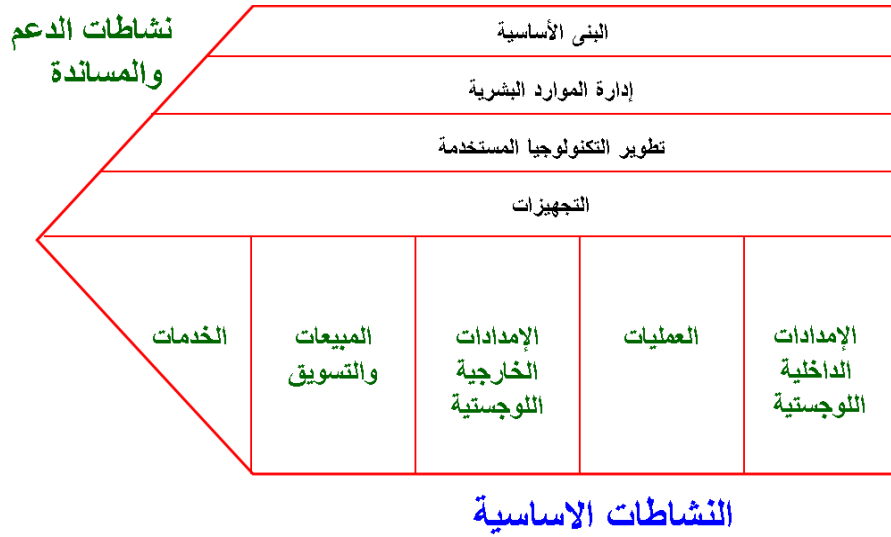 نشاطات الدعم
والمساندة
البنى الأساسية
إدارة الموارد البشرية
تطوير التكنولوجيا المستخدمة
التجهيزات
الإمدادات
الداخلية
اللوجستية
العمليات
الإمدادات
الخارجية
اللوجستية
المبيعات
والتسويق
الخدمات
النشاطات الاساسية